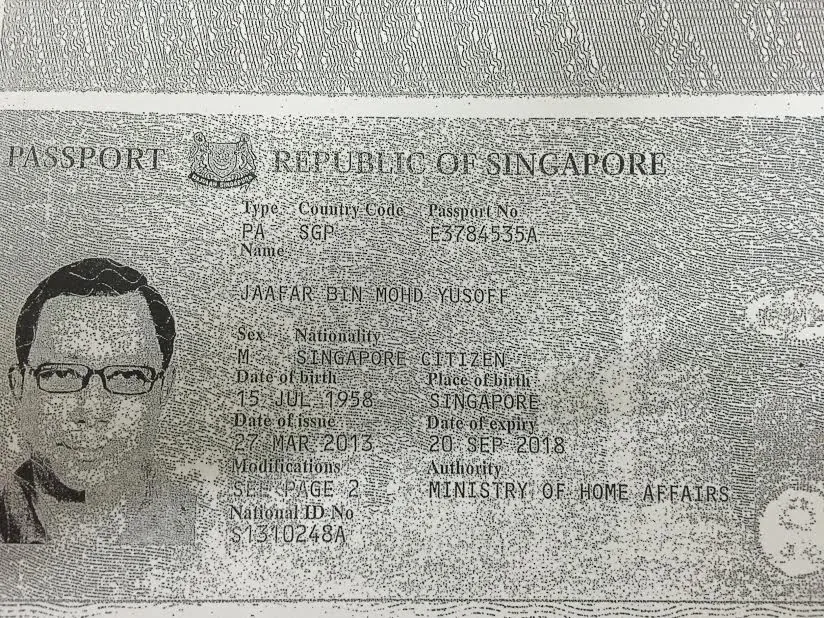 PASSPORT REPUBLIC OF SINGAPORE
Type Country Code Passport No
PA SGP E3784535A
Name
JAAFAR BIN MOHD YUSOFF
Sex Nationality
M SINGAPORE CITIZEN
Date of birth Place of birth
15 JUL 1958 SINGAPORE
Date of issue Date of expiry
27 MAR 2013 20 SEP 2018
Modifications Authority
SEE PAGE 2 MINISTRY OF HOME AFFAIRS
National ID No
S1310248A